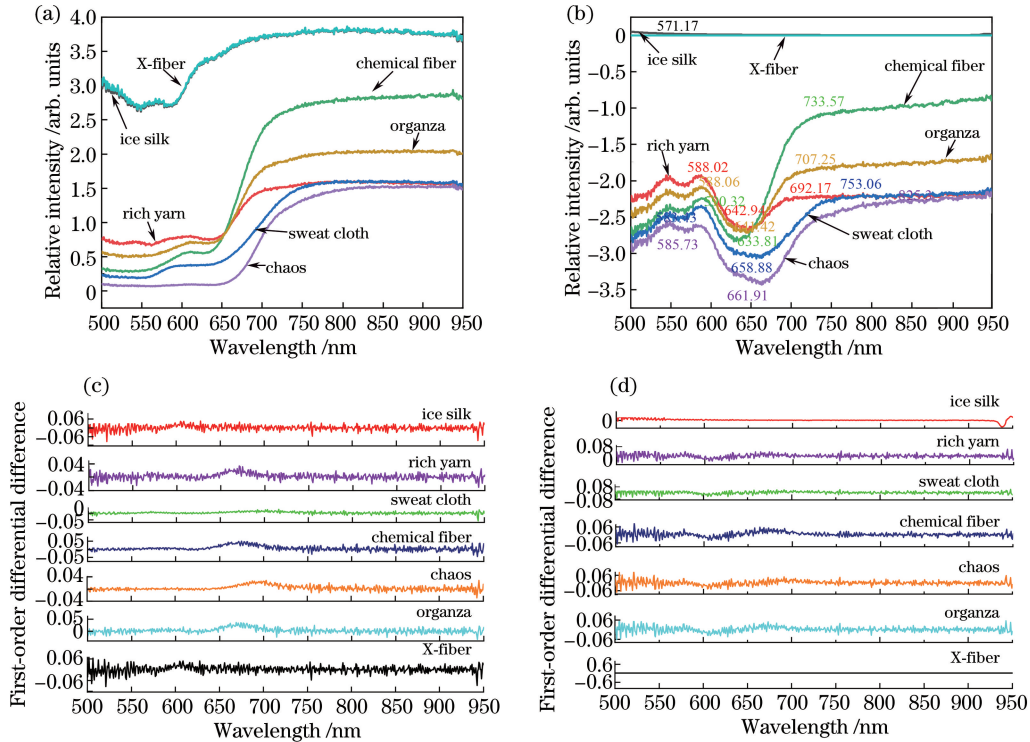 (a)
Relative intensity /arb. units
4.0
3.5
3.0
2.5
2.0
1.5
1.0
0.5
0
X-fiber
ice silk
chemical fiber
organza
rich yarn
sweat cloth
chaos
500 550 600 650 700 750 800 850 900 950
Wavelength /nm
(b)
Relative intensity /arb. units
0
−0.5
−1.0
−1.5
−2.0
−2.5
−3.0
−3.5
571.17
ice silk
X-fiber
chemical fiber
733.57
organza
rich yarn
588.02
707.25
753.06
692.17
642.94
633.81
sweat cloth
585.73
658.88
chaos
661.91
500 550 600 650 700 750 800 850 900 950
Wavelength /nm
(c)
First-order differential difference
0.06
−0.06
ice silk
0.04
−0.04
rich yarn
0
−0.05
sweat cloth
0.05
−0.05
chemical fiber
0.04
−0.04
chaos
0.05
0
organza
0.06
−0.06
X-fiber
500 550 600 650 700 750 800 850 900 950
Wavelength /nm
(d)
First-order differential difference
0
ice silk
0.08
0
rich yarn
0.08
−0.08
sweat cloth
0.06
−0.06
chemical fiber
0.06
−0.06
chaos
0.06
−0.06
organza
0.6
−0.6
X-fiber
500 550 600 650 700 750 800 850 900 950
Wavelength /nm